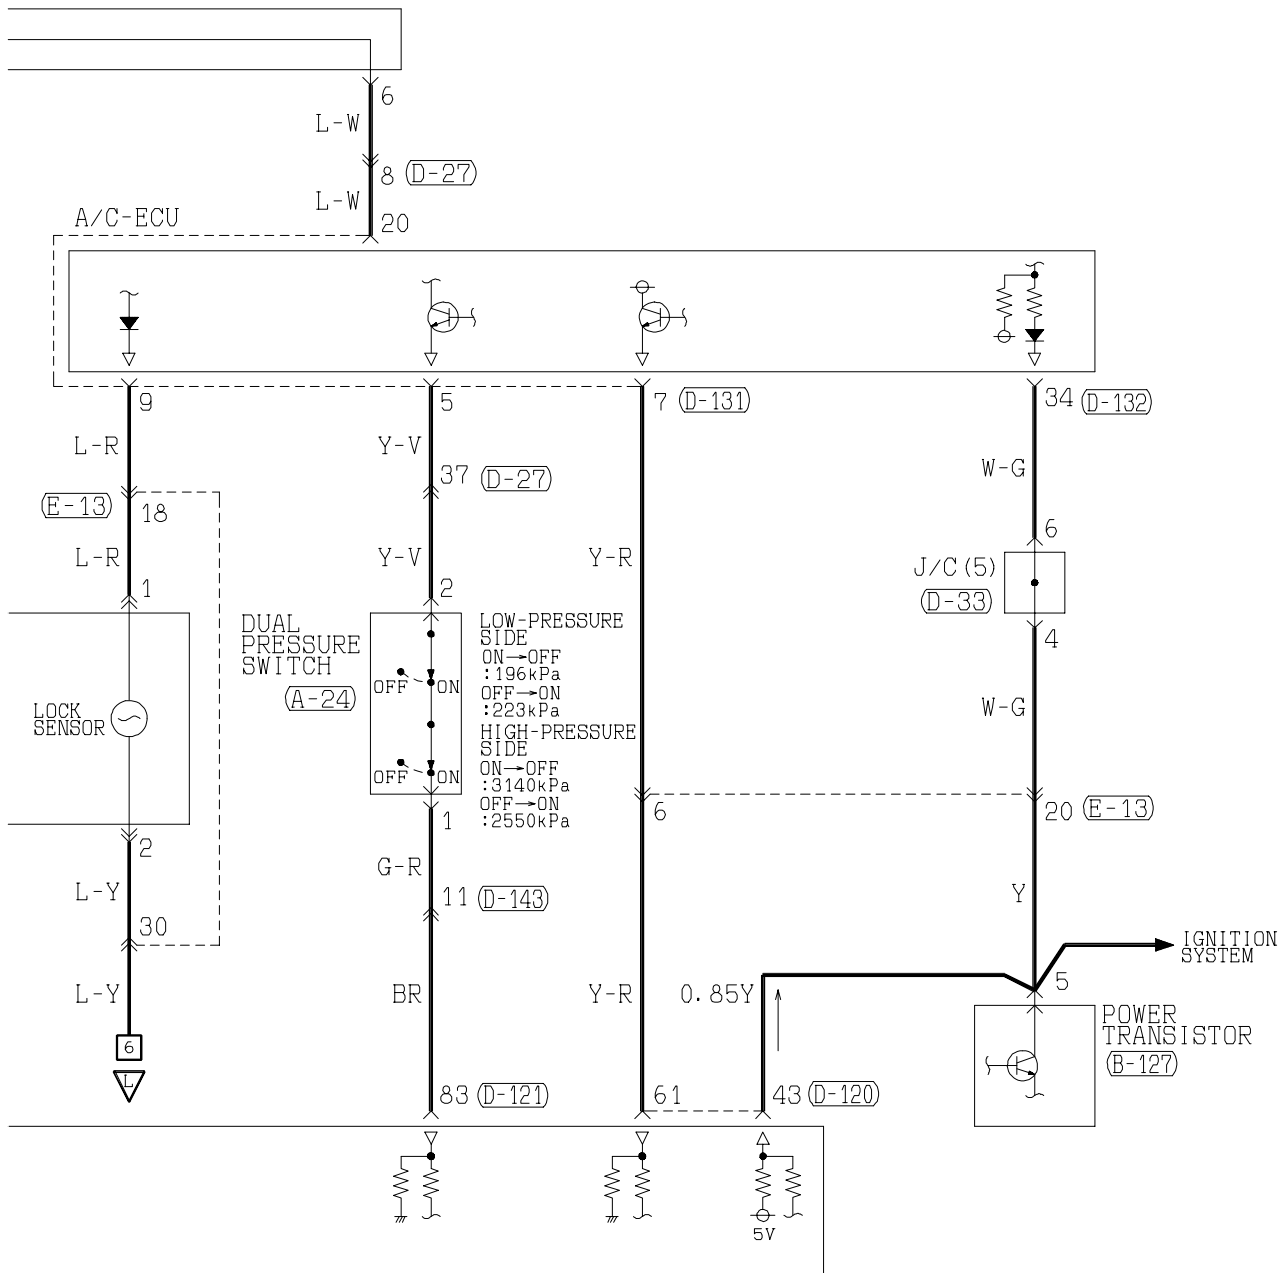 6
L-W
8 (D-27)
L-W
A/C-ECU
20
9
5
7 (D-131)
34 (D-132)
L-R
Y-V
W-G
37 (D-27)
(E-13)
18
6
L-R
Y-V
Y-R
J/C(5)
1
2
(D-33)
DUAL
PRESSURE
SWITCH
(A-24)
LOW-PRESSURE
SIDE
ON→OFF
:196kPa
OFF→ON
:223kPa
HIGH-PRESSURE
SIDE
ON→OFF
:3140kPa
OFF→ON
:2550kPa
OFF ON
OFF ON
4
LOCK
SENSOR
W-G
1
6
20 (E-13)
2
G-R
L-Y
Y
11 (D-143)
30
IGNITION
SYSTEM
L-Y
BR
Y-R
0.85Y
5
POWER
TRANSISTOR
(B-127)
6
L
83 (D-121)
61
43 (D-120)
5V